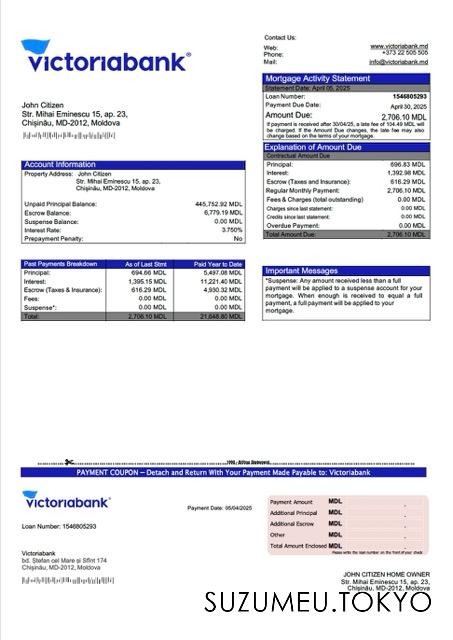 victoriabank®
Contact Us:
Web: www.victoriabank.md
Phone: +373 22 505 505
Mail: info@victoriabank.md
Mortgage Activity Statement
Statement Date: April 05, 2025
Loan Number: 1546805293
Payment Due Date: April 30, 2025
Amount Due: 2,706.10 MDL
If payment is received after 30/04/25, a late fee of 104.49 MDL will
be charged. If the Amount Due changes, the late fee may also
change based on the terms of your mortgage.
John Citizen
Str. Mihai Eminescu 15, ap. 23,
Chișinău, MD-2012, Moldova
Explanation of Amount Due
Contractual Amount Due
Principal: 696.83 MDL
Interest: 1,392.98 MDL
Escrow (Taxes and Insurance): 616.29 MDL
Regular Monthly Payment: 2,706.10 MDL
Fees & Charges (total outstanding) 0.00 MDL
Charges since last statement: 0.00 MDL
Credits since last statement: 0.00 MDL
Overdue Payment: 0.00 MDL
Total Amount Due: 2,706.10 MDL
Account Information
Property Address: John Citizen
Str. Mihai Eminescu 15, ap. 23,
Chișinău, MD-2012, Moldova
Unpaid Principal Balance: 445,752.92 MDL
Escrow Balance: 6,779.19 MDL
Suspense Balance: 0.00 MDL
Interest Rate: 3.750%
Prepayment Penalty: No
Past Payments Breakdown As of Last Stmt Paid Year to Date
Principal: 694.66 MDL 5,497.08 MDL
Interest: 1,395.15 MDL 11,221.40 MDL
Escrow (Taxes & Insurance): 616.29 MDL 4,930.32 MDL
Fees: 0.00 MDL 0.00 MDL
Suspense*: 0.00 MDL 0.00 MDL
Total: 2,706.10 MDL 21,648.80 MDL
Important Messages
*Suspense: Any amount received less than a full
payment will be applied to a suspense account for your
mortgage. When enough is received to equal a full
payment, a full payment will be applied to your
mortgage.
PAYMENT COUPON – Detach and Return With Your Payment Made Payable to: Victoriabank
victoriabank®
Payment Date: 05/04/2025
Loan Number: 1546805293
Payment Amount MDL
Additional Principal MDL
Additional Escrow MDL
Other MDL
Total Amount Enclosed MDL
Please write the loan number on the front of your check
Victoriabank
bd. Ștefan cel Mare și Sfînt 174
Chișinău, MD-2012, Moldova
JOHN CITIZEN HOME OWNER
Str. Mihai Eminescu 15, ap. 23,
Chișinău, MD-2012, Moldova
SUZUMEU.TOKYO